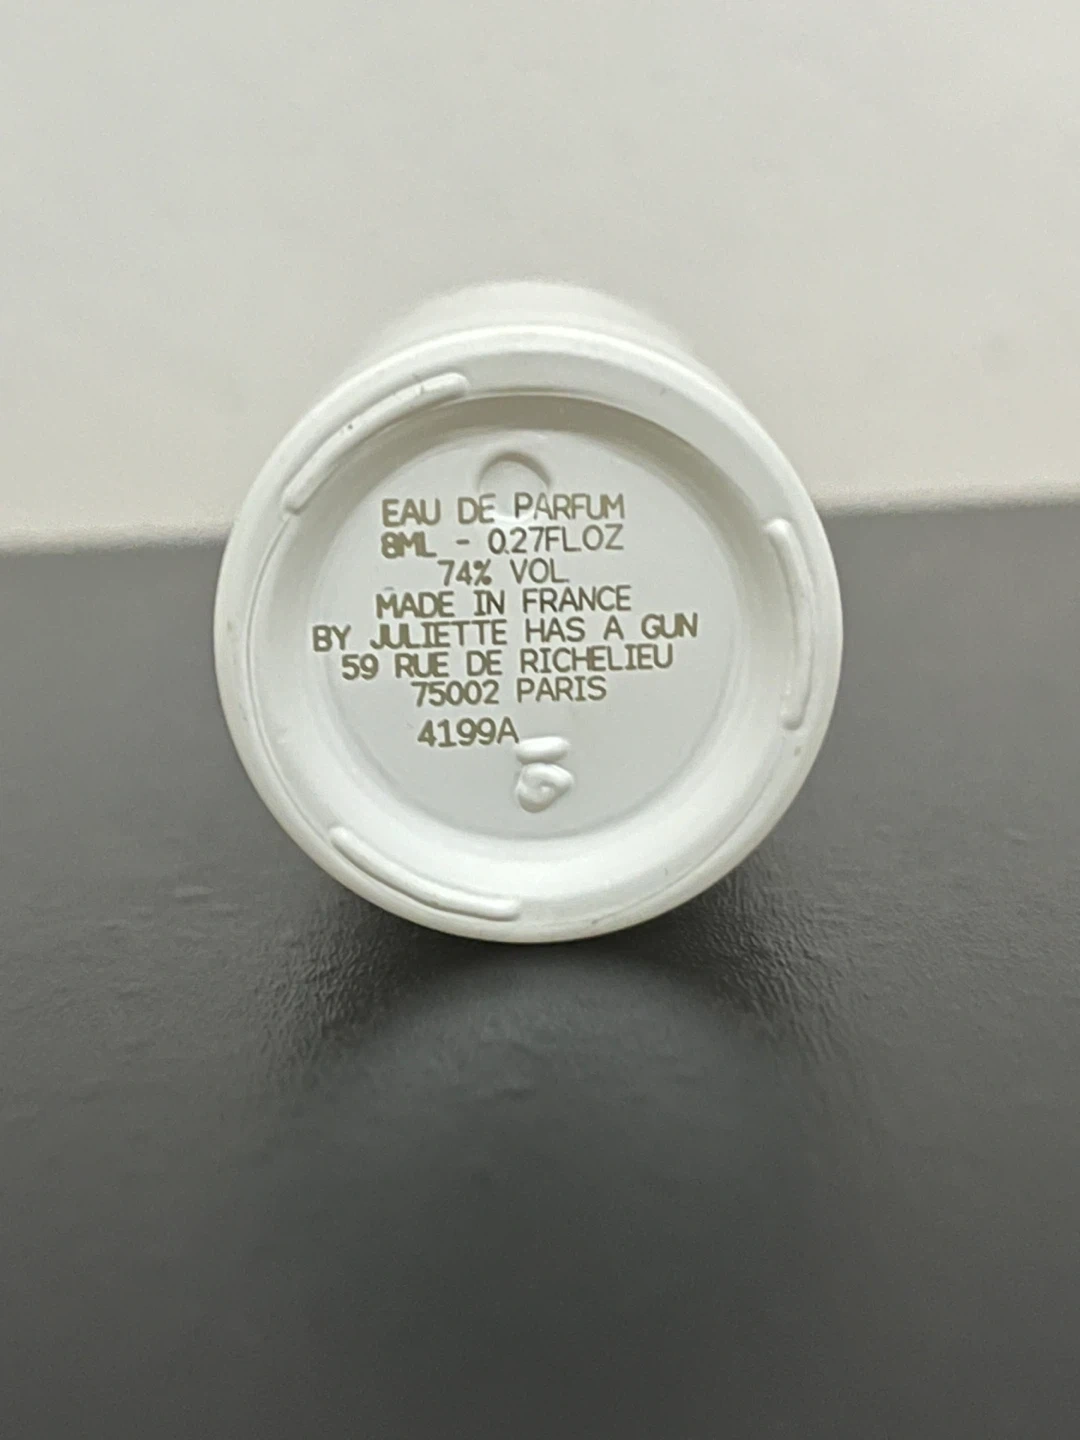 EAU DE PARFUM
8ML - 0.27FLOZ
74% VOL
MADE IN FRANCE
BY JULIETTE HAS A GUN
59 RUE DE RICHELIEU
75002 PARIS
4199A